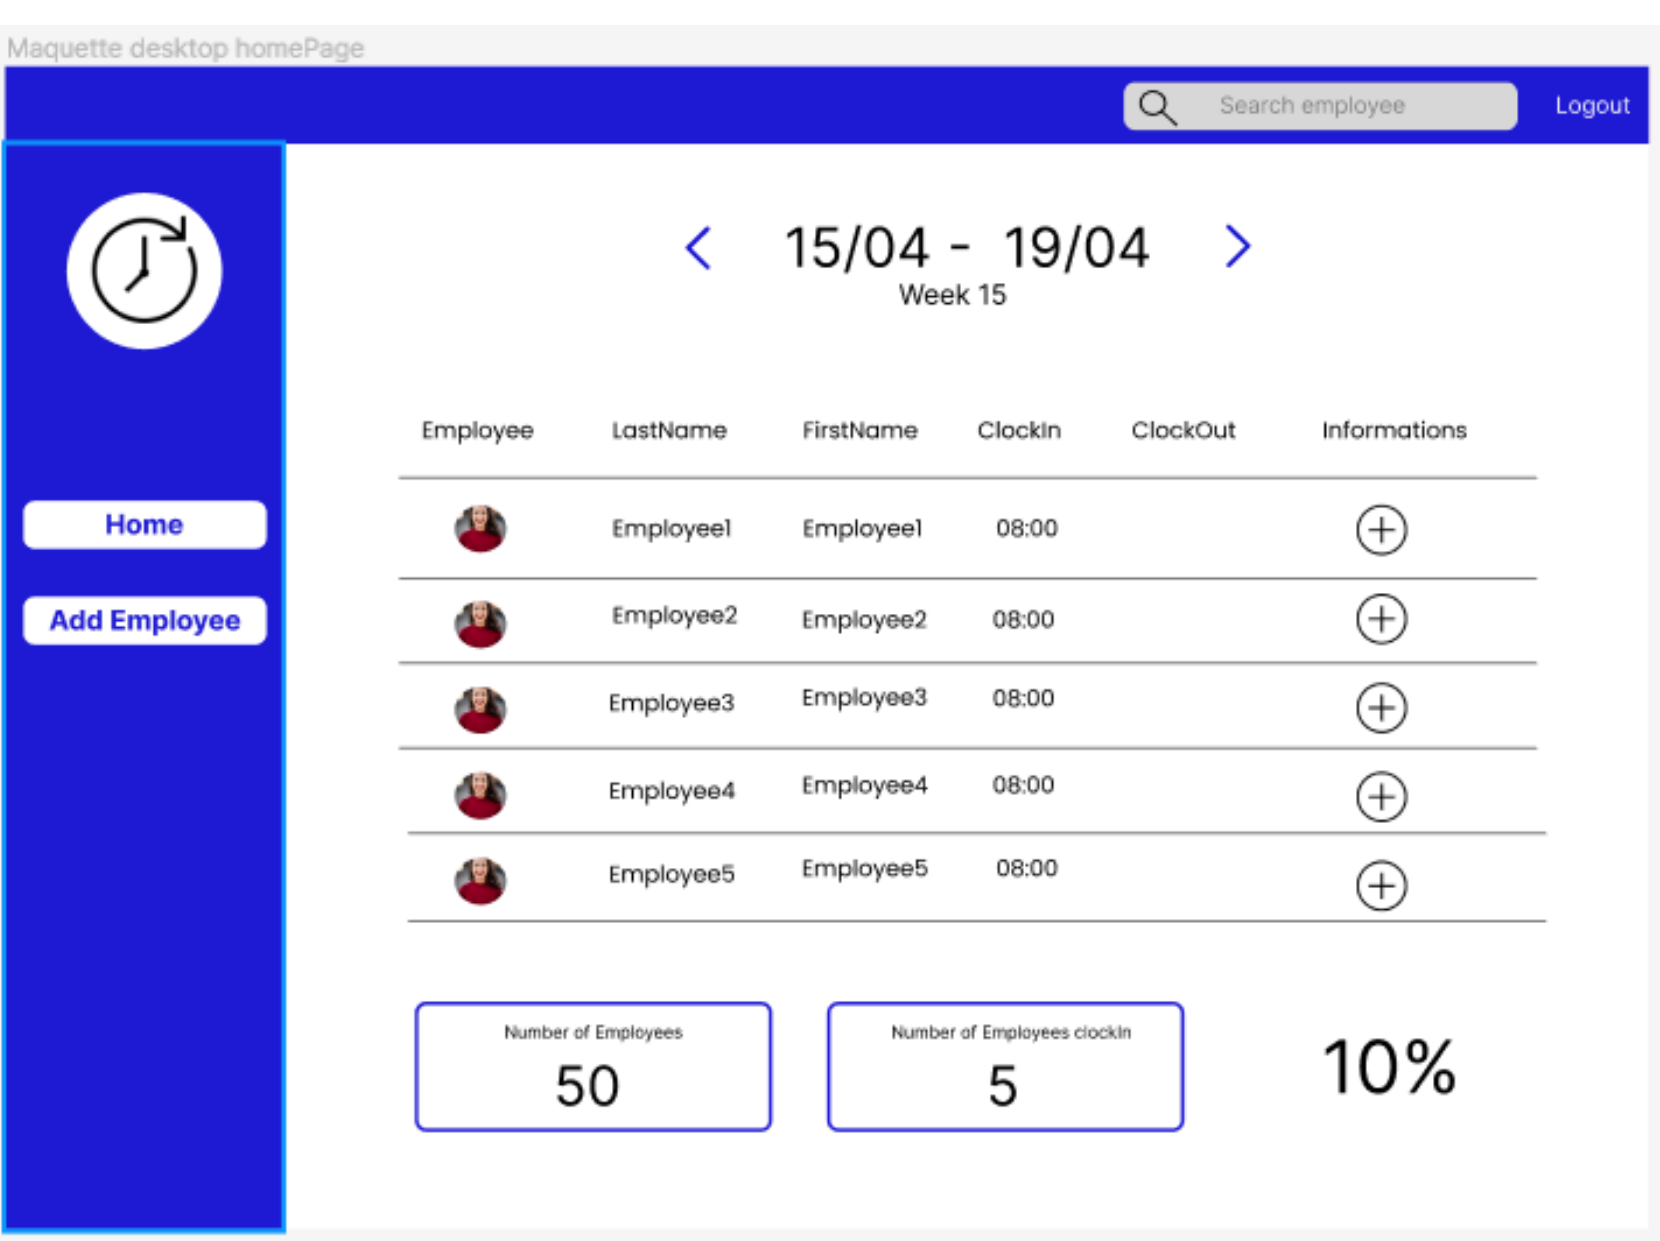 Maquette desktop homePage
Search employee Logout
15/04 - 19/04
Week 15
Employee LastName FirstName ClockIn ClockOut Informations
Home
Employee1 Employee1 08:00
Add Employee
Employee2 Employee2 08:00
Employee3 Employee3 08:00
Employee4 Employee4 08:00
Employee5 Employee5 08:00
Number of Employees
50
Number of Employees clockIn
5
10%